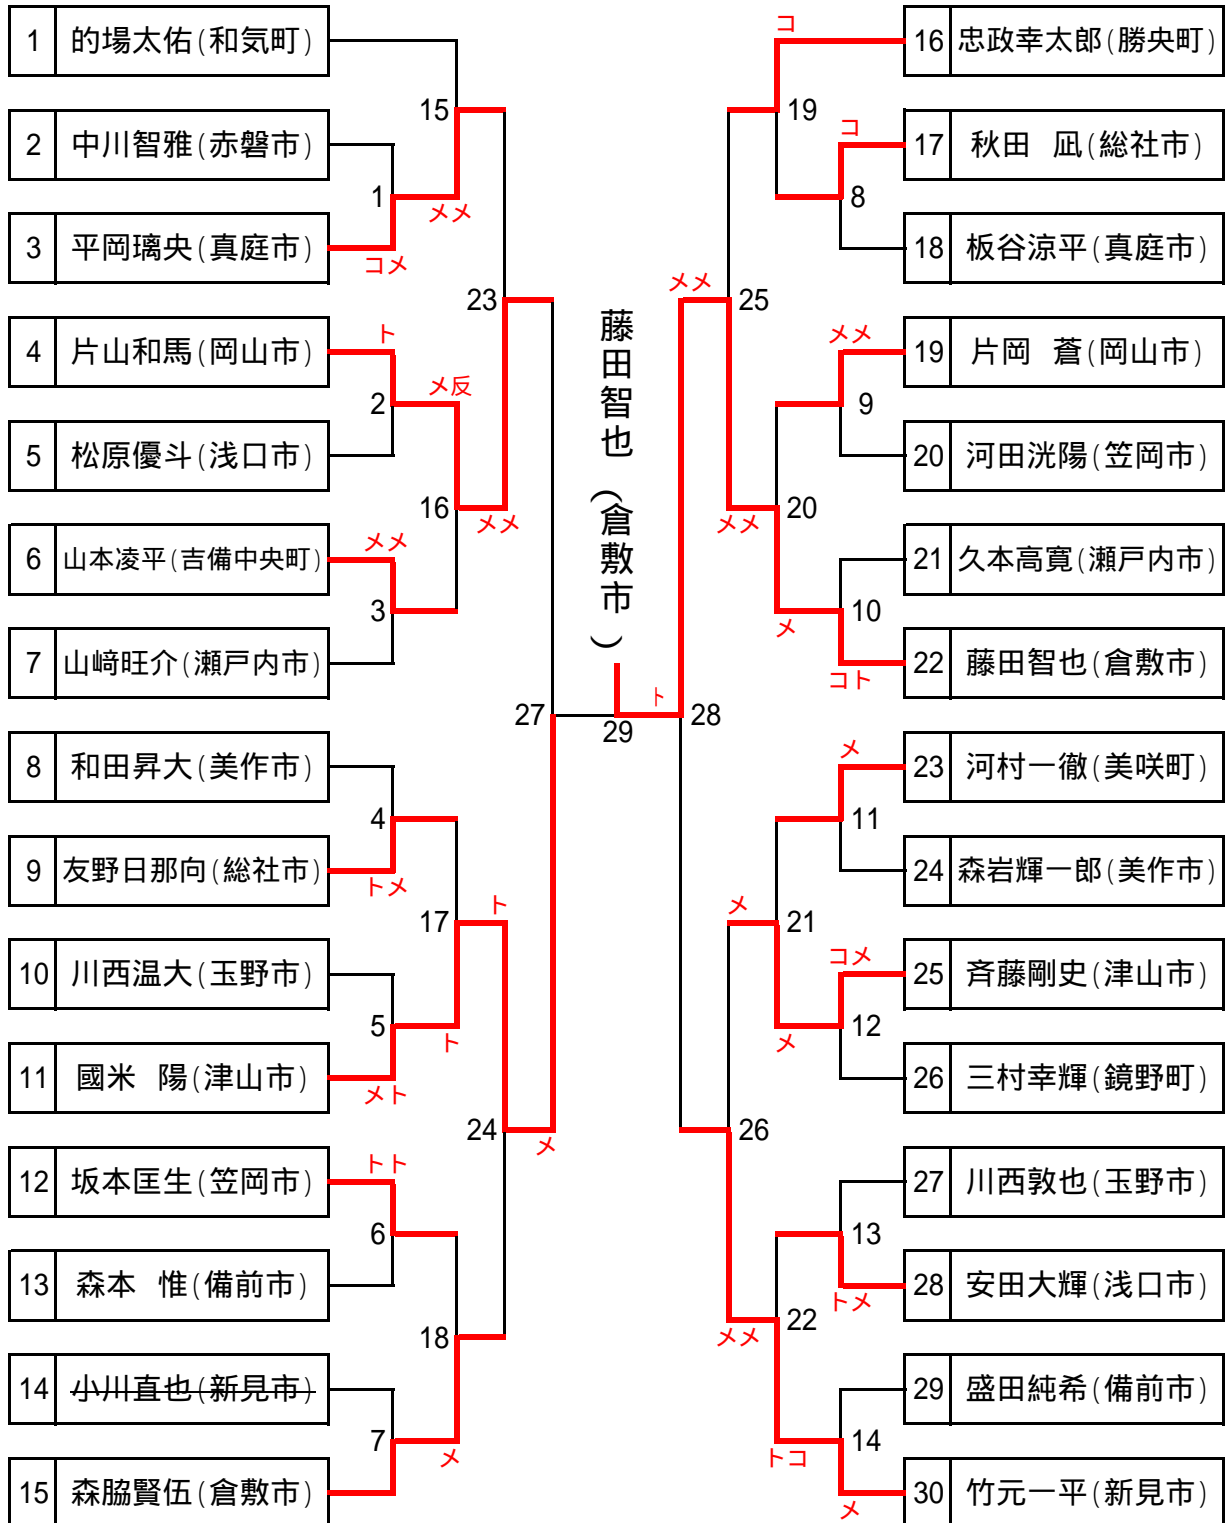 1 的場太佑(和気町)
2 中川智雅(赤磐市)
3 平岡璃央(真庭市)
4 片山和馬(岡山市)
5 松原優斗(浅口市)
6 山本凌平(吉備中央町)
7 山﨑旺介(瀬戸内市)
8 和田昇大(美作市)
9 友野日那向(総社市)
10 川西温大(玉野市)
11 國米 陽(津山市)
12 坂本匡生(笠岡市)
13 森本 惟(備前市)
14 小川直也(新見市)
15 森脇賢伍(倉敷市)
15
1
メメ
コメ
23
ト
メ反
2
16
メメ
メメ
3
27
4
トメ
17
ト
5
ト
メト
24
メ
トト
6
18
7
メ
藤田智也(倉敷市)
29
ト
28
コ
19
コ
8
メメ
25
メメ
9
20
メメ
10
メ
コト
メ
11
メ
21
コメ
12
メ
26
13
トメ
22
メメ
トコ
14
メ
16 忠政幸太郎(勝央町)
17 秋田 凪(総社市)
18 板谷涼平(真庭市)
19 片岡 蒼(岡山市)
20 河田洸陽(笠岡市)
21 久本高寛(瀬戸内市)
22 藤田智也(倉敷市)
23 河村一徹(美咲町)
24 森岩輝一郎(美作市)
25 斉藤剛史(津山市)
26 三村幸輝(鏡野町)
27 川西敦也(玉野市)
28 安田大輝(浅口市)
29 盛田純希(備前市)
30 竹元一平(新見市)